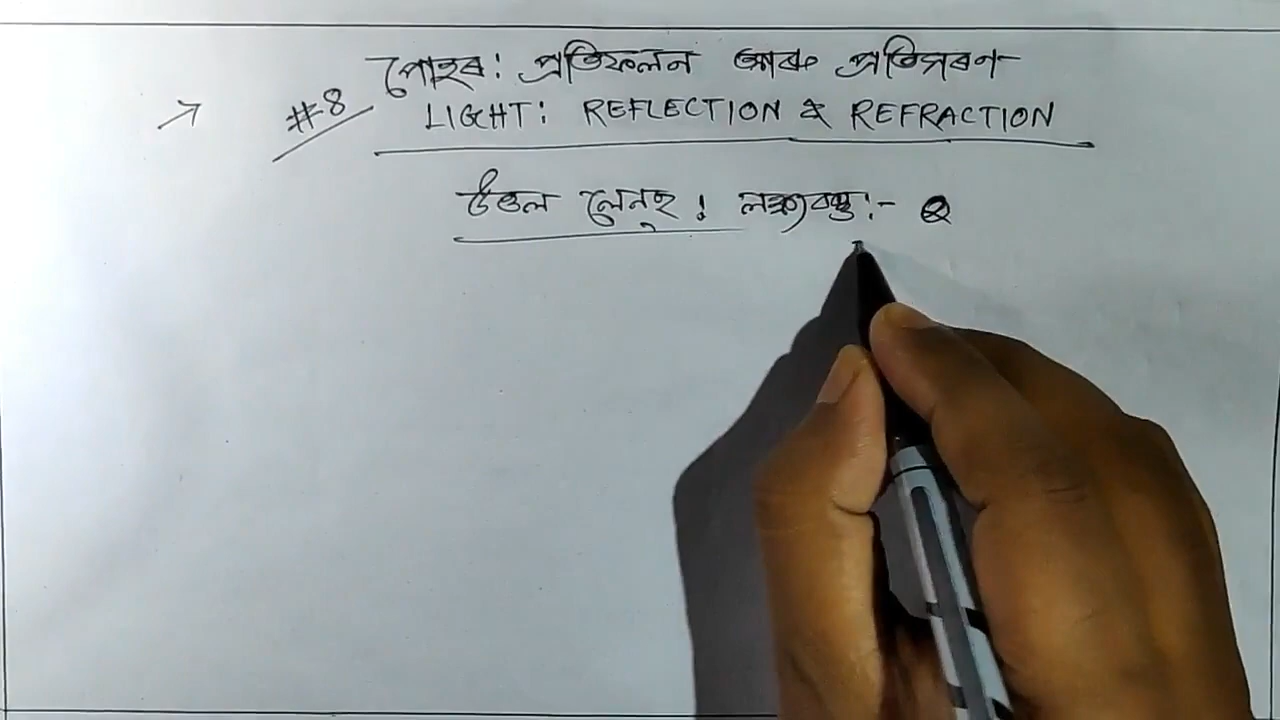 পোহৰ: প্ৰতিফলন আৰু প্ৰতিসৰণ
#8 LIGHT: REFLECTION & REFRACTION
উত্তল লেন্‌ছ: লক্ষ্যবস্তু:-